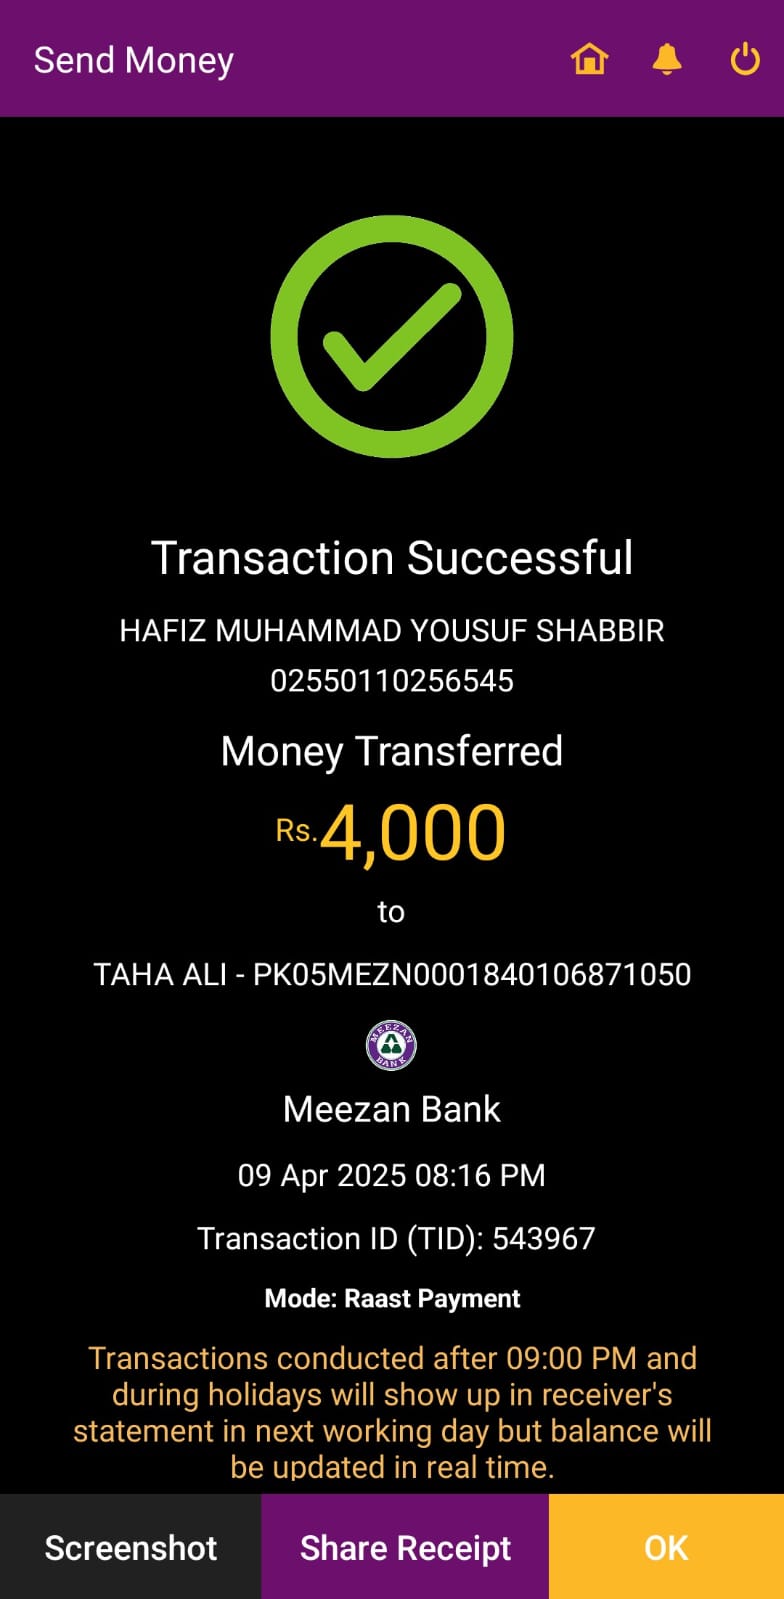 Send Money
Transaction Successful
HAFIZ MUHAMMAD YOUSUF SHABBIR
02550110256545
Money Transferred
Rs.4,000
to
TAHA ALI - PK05MEZN0001840106871050
MEEZAN
BANK
Meezan Bank
09 Apr 2025 08:16 PM
Transaction ID (TID): 543967
Mode: Raast Payment
Transactions conducted after 09:00 PM and
during holidays will show up in receiver's
statement in next working day but balance will
be updated in real time.
Screenshot
Share Receipt
OK